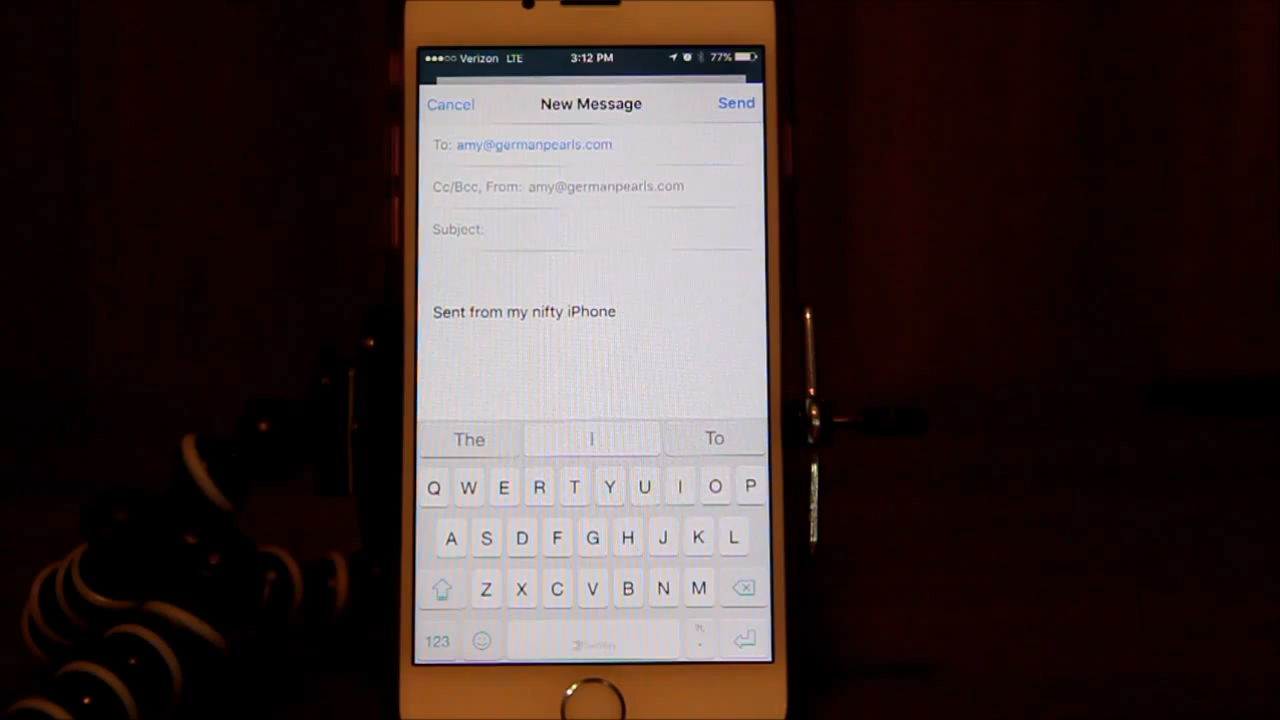 Verizon LTE 3:12 PM 77%
Cancel New Message Send
To: amy@germanpearls.com
Cc/Bcc, From: amy@germanpearls.com
Subject:
Sent from my nifty iPhone
The I To
Q W E R T Y U I O P
A S D F G H J K L
Z X C V B N M
123